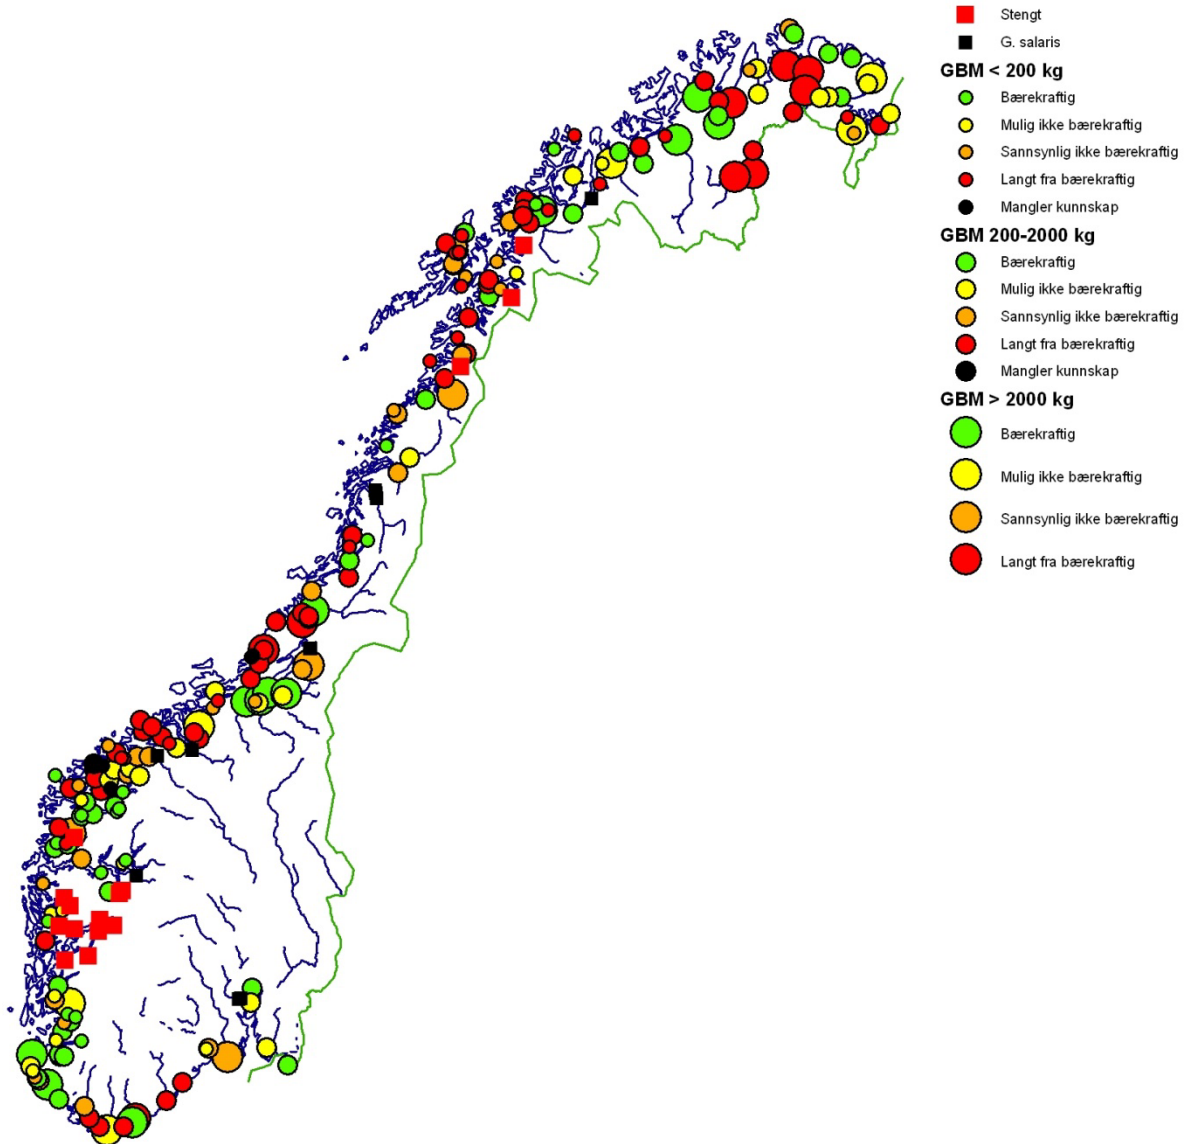 Stengt
G. salaris
GBM < 200 kg
Bærekraftig
Mulig ikke bærekraftig
Sannsynlig ikke bærekraftig
Langt fra bærekraftig
Mangler kunnskap
GBM 200-2000 kg
Bærekraftig
Mulig ikke bærekraftig
Sannsynlig ikke bærekraftig
Langt fra bærekraftig
Mangler kunnskap
GBM > 2000 kg
Bærekraftig
Mulig ikke bærekraftig
Sannsynlig ikke bærekraftig
Langt fra bærekraftig